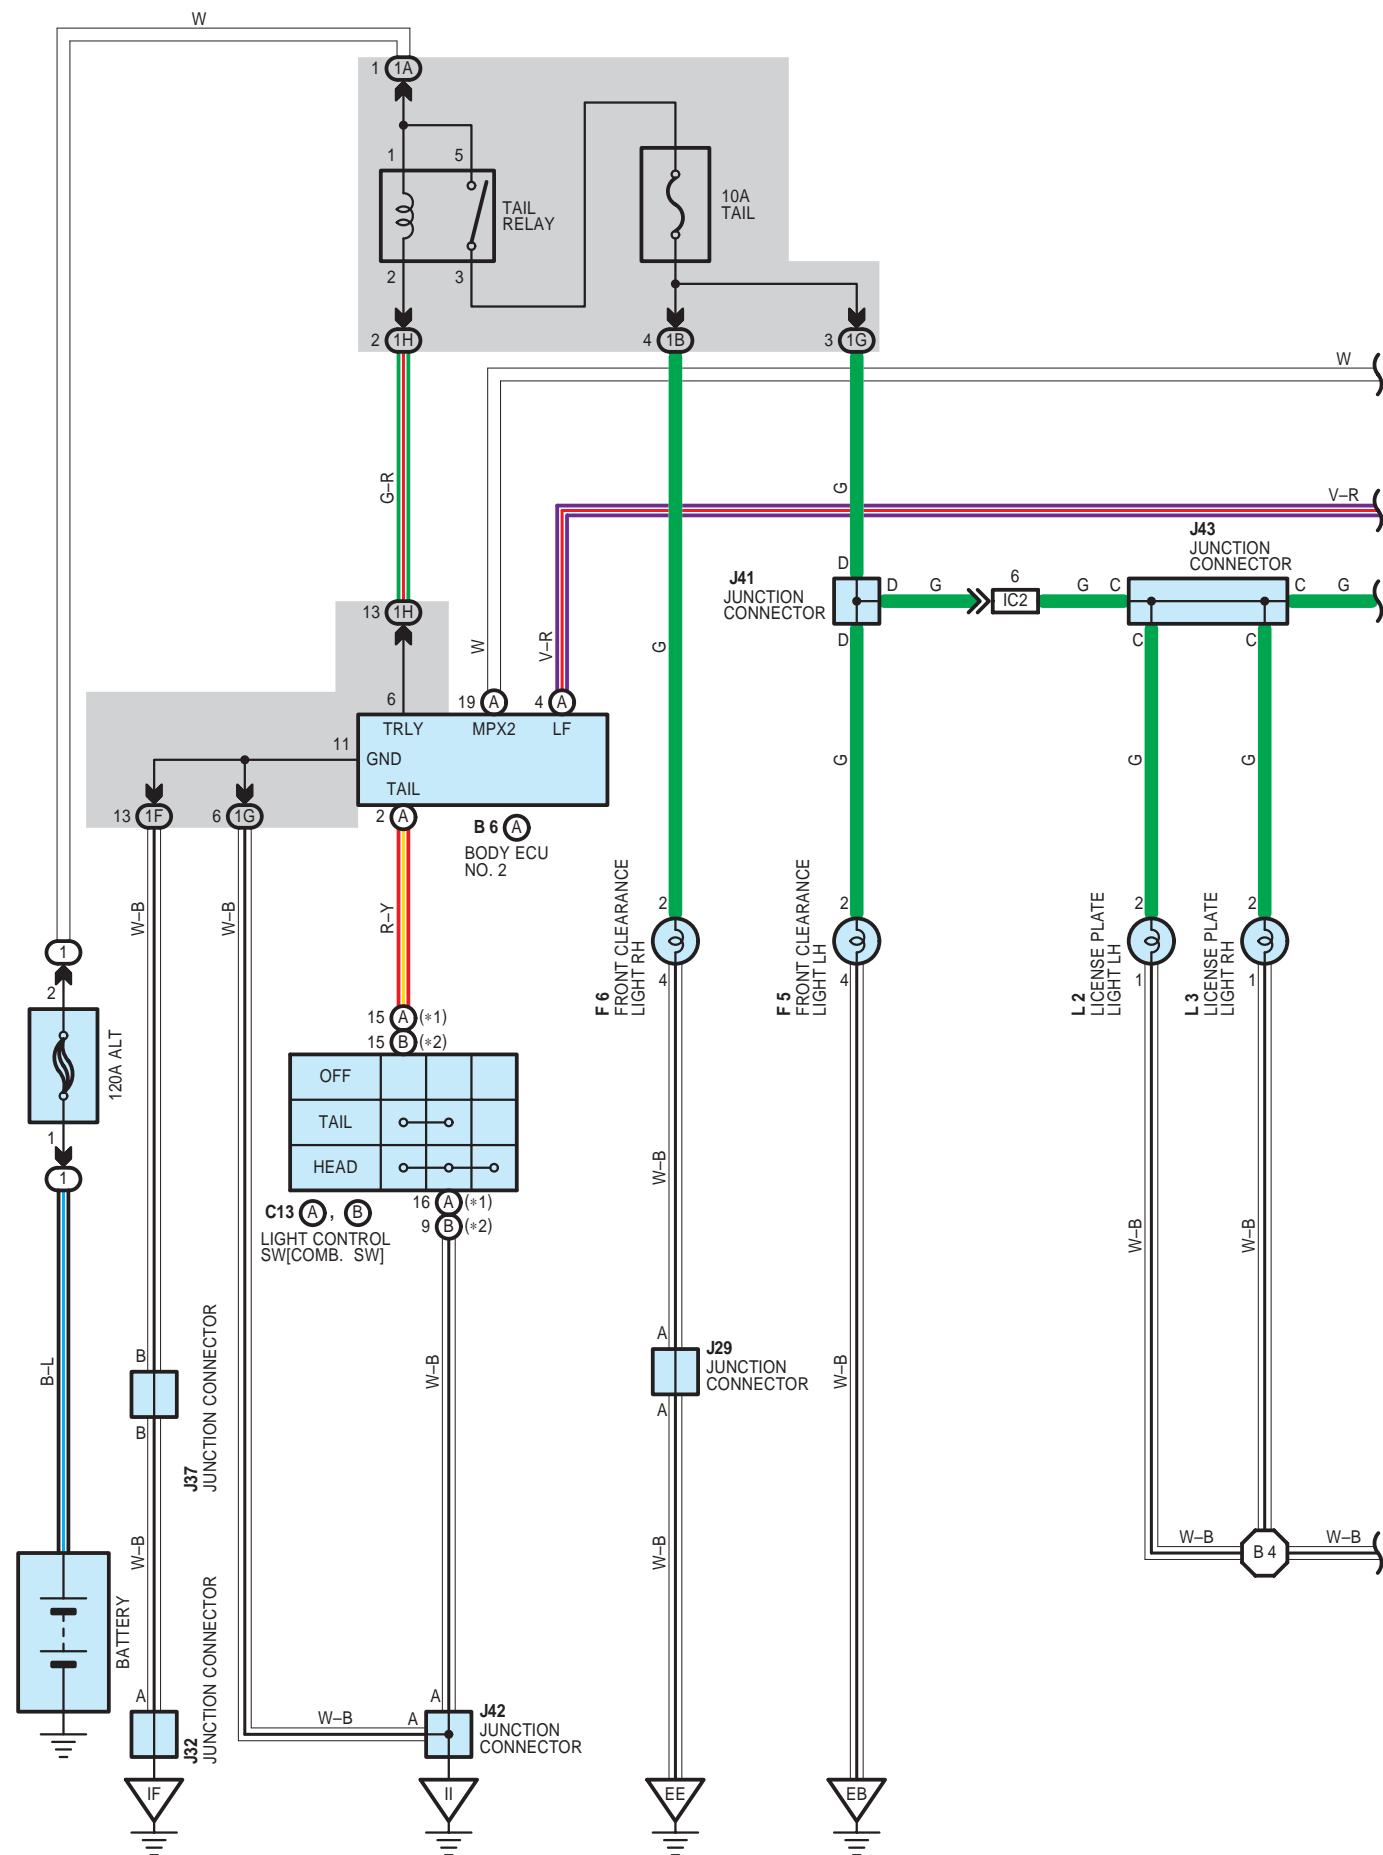 W
1 1A
1
5
TAIL
RELAY
10A
TAIL
2
3
2 1H
4 1B
3 1G
W
G–R
G
V–R
J43
JUNCTION
CONNECTOR
J41
JUNCTION
CONNECTOR
D
D
G
6
IC2
G
C
C
G
13 1H
D
C
C
W
V–R
G
6
19 A
4 A
TRLY
MPX2
LF
11
GND
TAIL
G
G
G
13 1F
6 1G
2 A
B 6 A
BODY ECU
NO. 2
W–B
W–B
R–Y
F 6
FRONT CLEARANCE
LIGHT RH
2
4
F 5
FRONT CLEARANCE
LIGHT LH
2
4
L 2
LICENSE PLATE
LIGHT LH
2
1
L 3
LICENSE PLATE
LIGHT RH
2
1
1
2
120A ALT
1
1
15 A (*1)
15 B (*2)
OFF
TAIL
HEAD
16 A (*1)
9 B (*2)
C13 A , B
LIGHT CONTROL
SW[COMB. SW]
W–B
W–B
W–B
B–L
B
B
J37
JUNCTION CONNECTOR
W–B
A
J29
JUNCTION
CONNECTOR
A
W–B
W–B
W–B
W–B
B 4
W–B
BATTERY
A
J32
JUNCTION CONNECTOR
W–B
A
A
J42
JUNCTION
CONNECTOR
IF
II
EE
EB